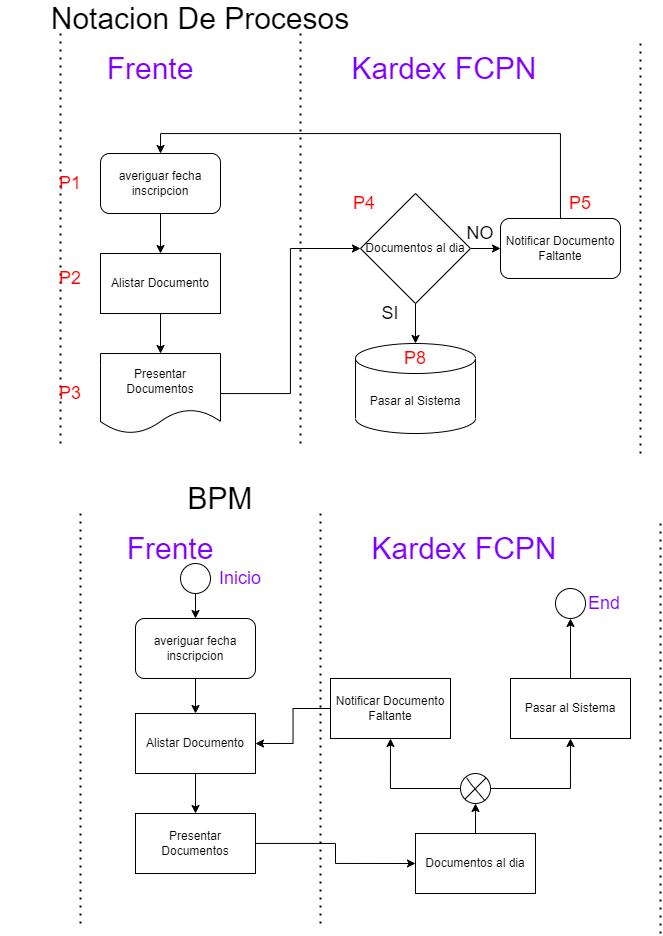 Notacion De Procesos
Frente
Kardex FCPN
P1
averiguar fecha
inscripcion
P4
P5
Documentos al dia
NO
Notificar Documento
Faltante
P2
Alistar Documento
SI
P3
Presentar
Documentos
P8
Pasar al Sistema
BPM
Frente
Kardex FCPN
Inicio
End
averiguar fecha
inscripcion
Notificar Documento
Faltante
Pasar al Sistema
Alistar Documento
Presentar
Documentos
Documentos al dia